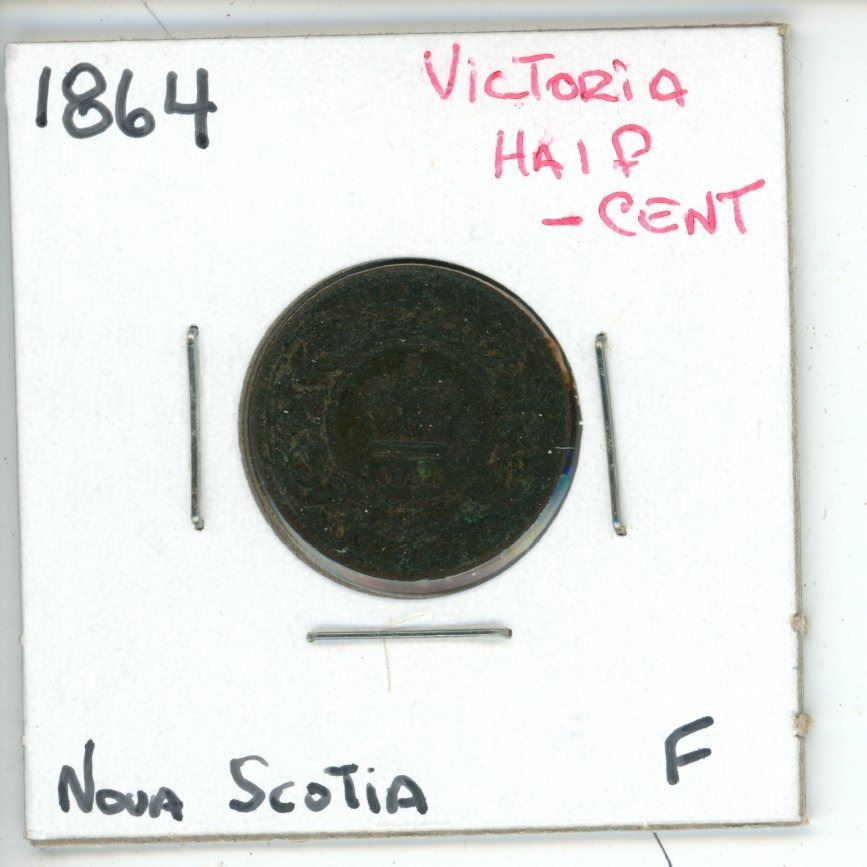 1864
VICTORIA
HALF
- CENT
NOVA SCOTIA
F